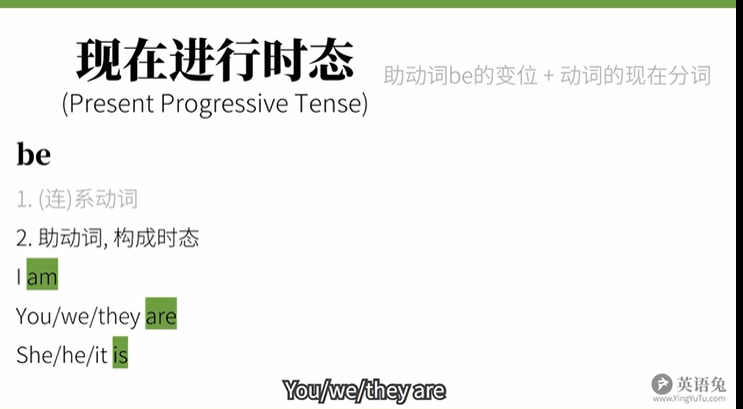 现在进行时态
(Present Progressive Tense)
助动词be的变位 + 动词的现在分词
be
1. (连)系动词
2. 助动词, 构成时态
I am
You/we/they are
She/he/it is
You/we/they are
英语兔
www.YingYuTu.com